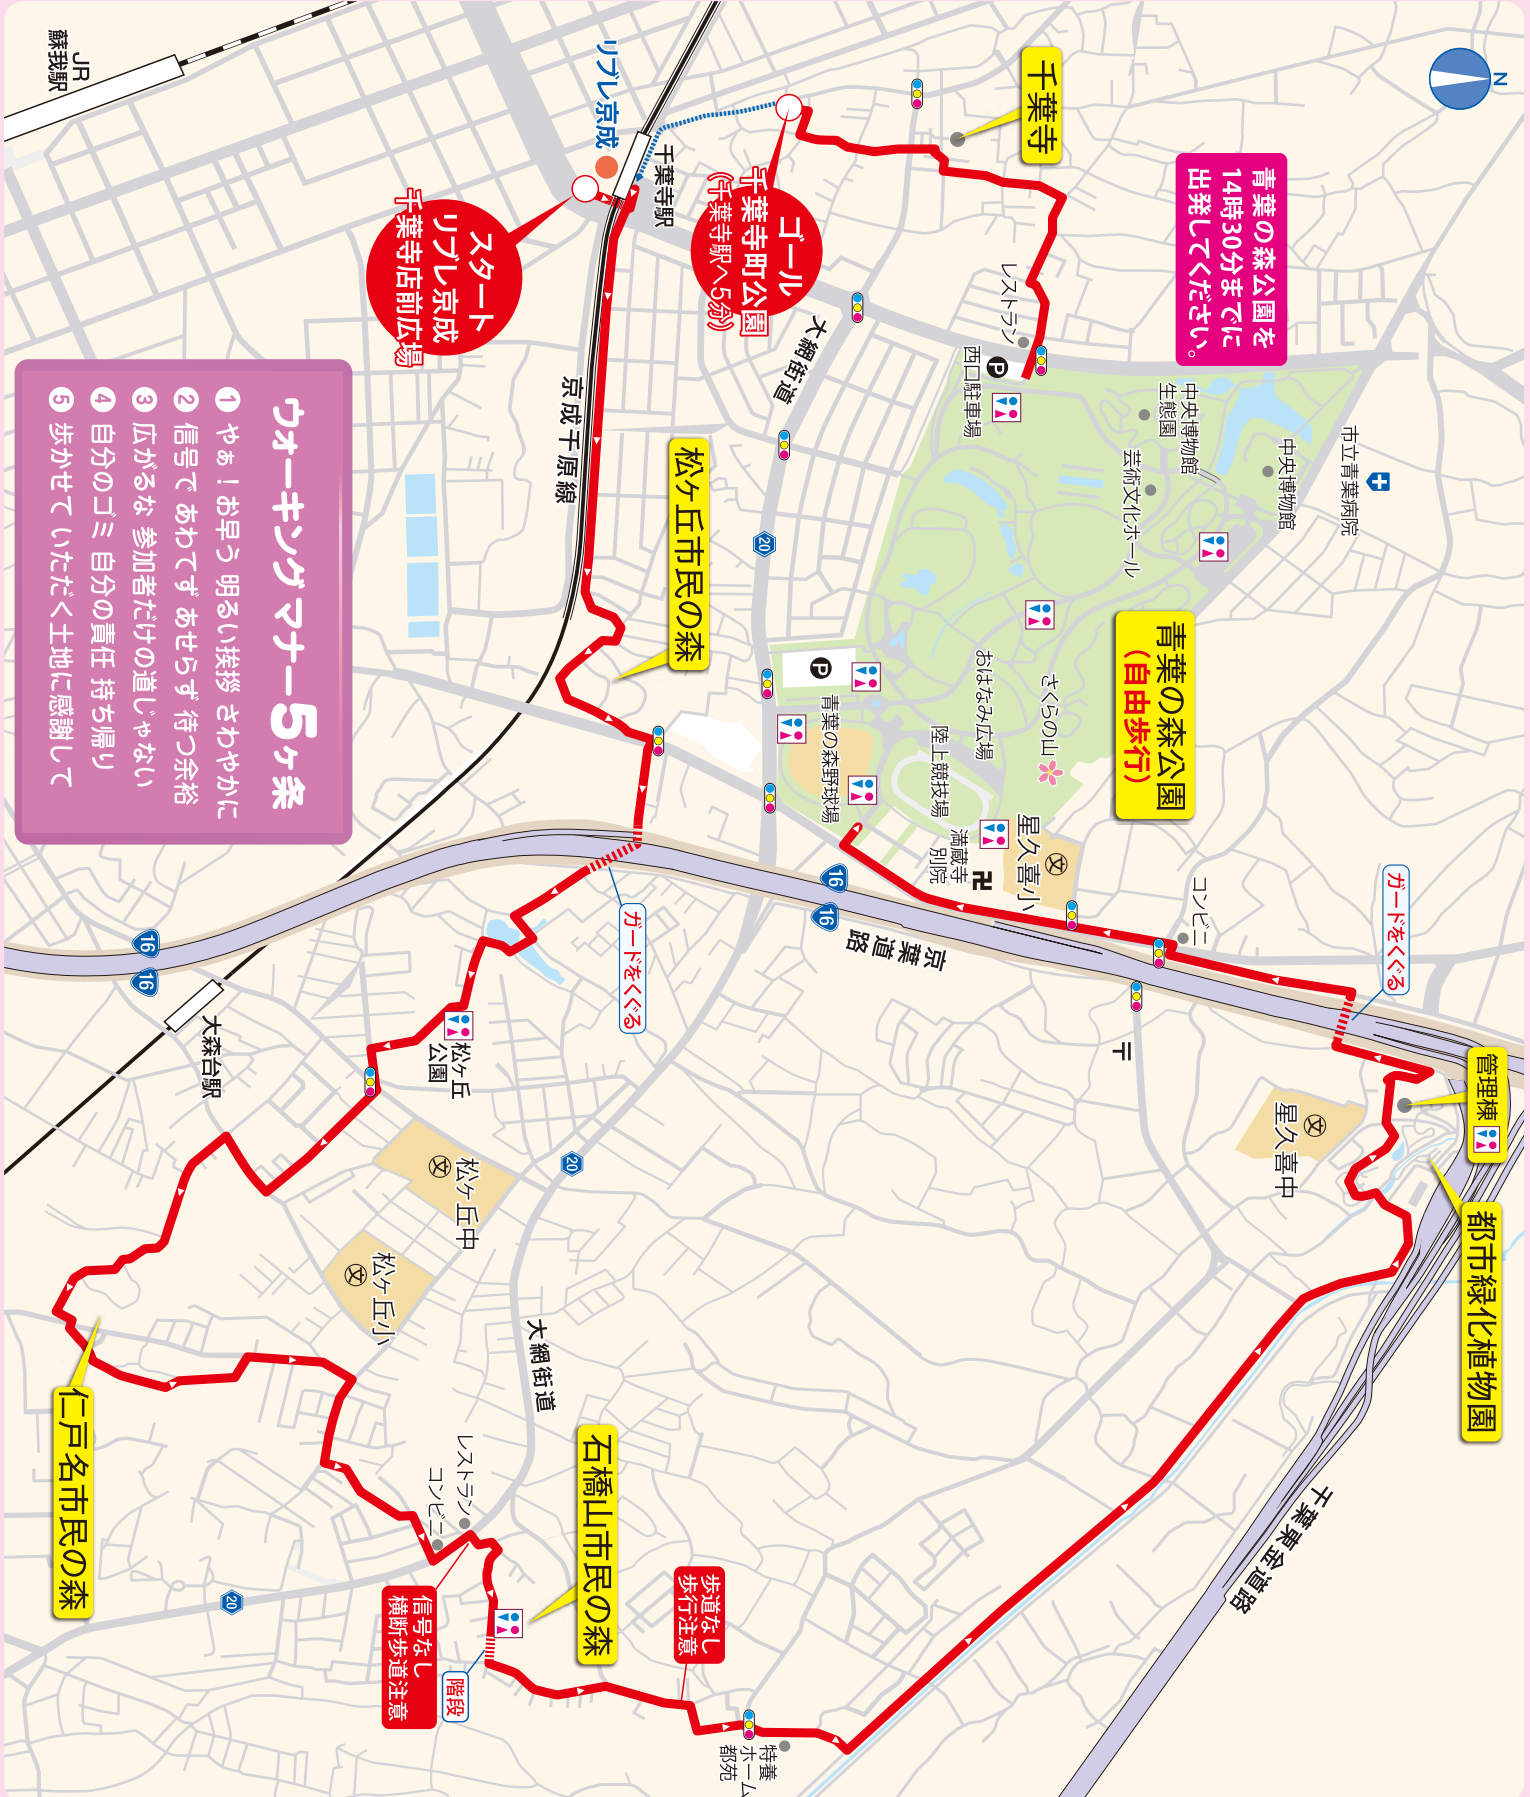 N
JR
蘇我駅
リブレ京成
千葉寺駅
千葉寺
青葉の森公園を
14時30分までに
出発してください。
ゴール
千葉寺町公園
(千葉寺駅へ5分)
スタート
リブレ京成
千葉寺店前広場
レストラン
P
西口駐車場
大網街道
京成千原線
中央博物館
生態園
中央博物館
芸術文化ホール
市立青葉病院
松ヶ丘市民の森
20
青葉の森公園
(自由歩行)
さくらの山
おはなみ広場
陸上競技場
P
青葉の森野球場
満蔵寺
別院
卍
星久喜小
文
コンビニ
ガードをくぐる
16
16
京葉道路
〒
管理棟
星久喜中
文
都市緑化植物園
千葉東金道路
ガードをくぐる
16
16
大森台駅
松ヶ丘
公園
松ヶ丘中
文
松ヶ丘小
文
20
大網街道
仁戸名市民の森
レストラン
コンビニ
石橋山市民の森
20
信号なし
横断歩道注意
階段
歩道なし
歩行注意
特養
ホーム
都苑
ウォーキングマナー5ヶ条
1 やぁ!お早う 明るい挨拶 さわやかに
2 信号で あわてず あせらず 待つ余裕
3 広がるな 参加者だけの道じゃない
4 自分のゴミ 自分の責任 持ち帰り
5 歩かせて いただく土地に感謝して